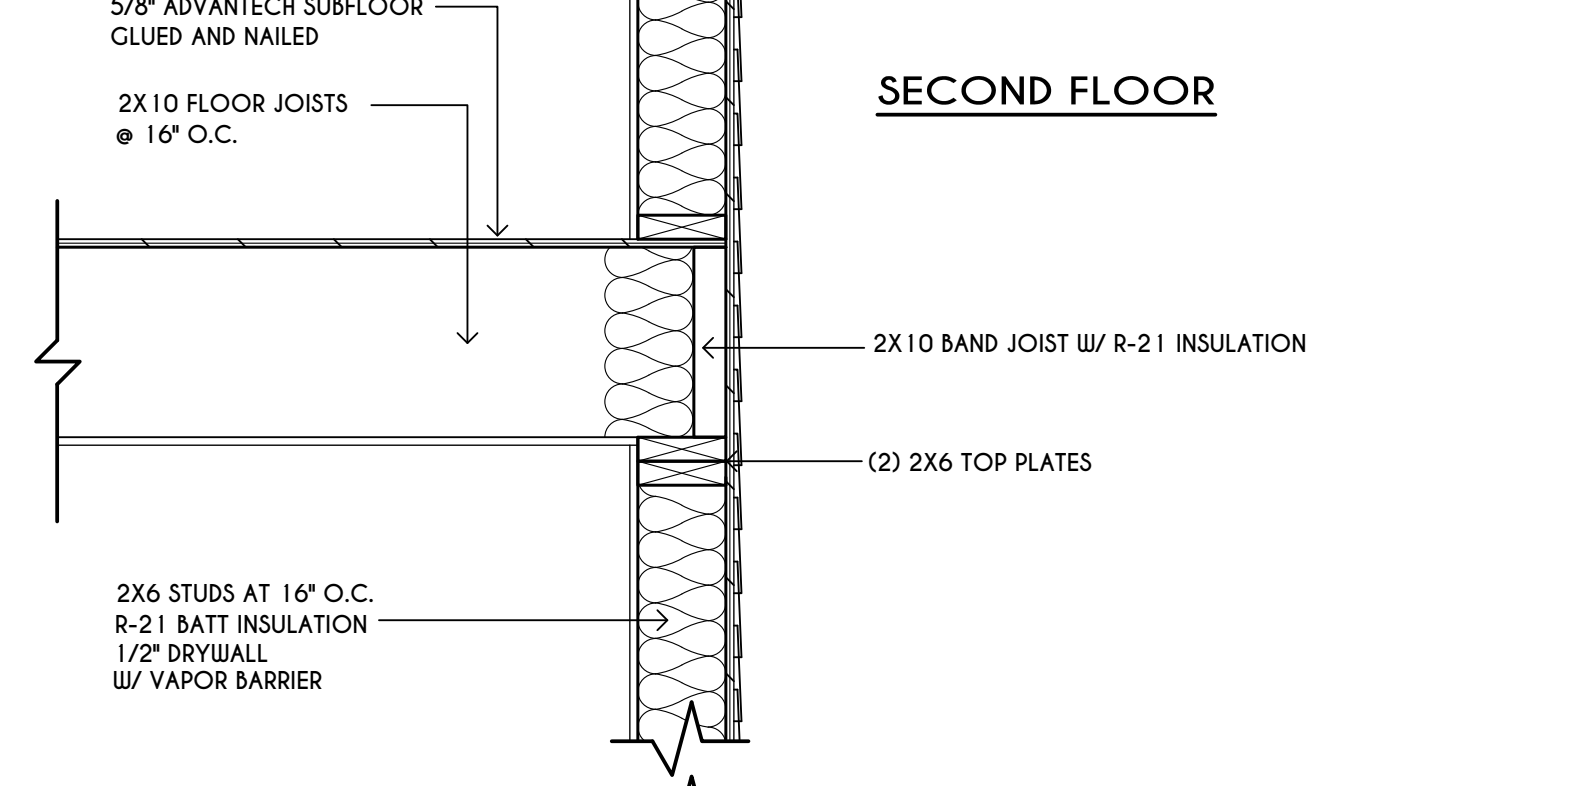 5/8" ADVANTECH SUBFLOOR
GLUED AND NAILED
2X10 FLOOR JOISTS
@ 16" O.C.
SECOND FLOOR
2X10 BAND JOIST W/ R-21 INSULATION
(2) 2X6 TOP PLATES
2X6 STUDS AT 16" O.C.
R-21 BATT INSULATION
1/2" DRYWALL
W/ VAPOR BARRIER